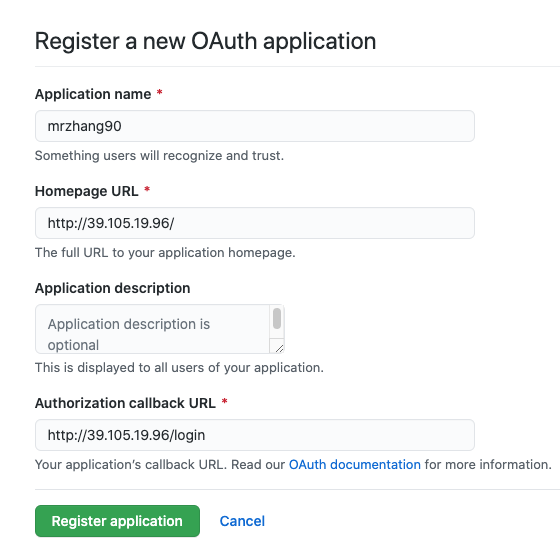 Register a new OAuth application
Application name *
mrzhang90
Something users will recognize and trust.
Homepage URL *
http://39.105.19.96/
The full URL to your application homepage.
Application description
Application description is
optional
This is displayed to all users of your application.
Authorization callback URL *
http://39.105.19.96/login
Your application's callback URL. Read our OAuth documentation for more information.
Register application
Cancel